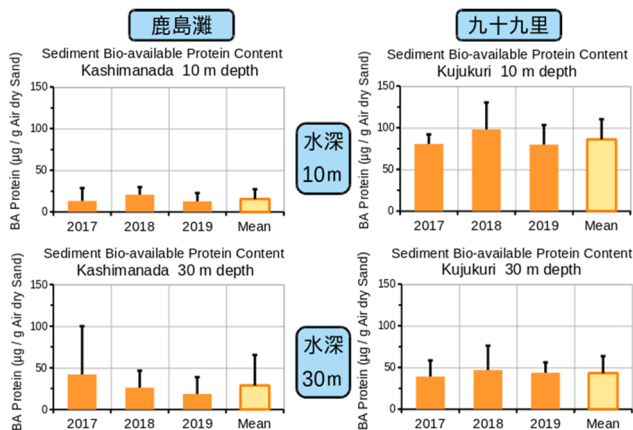 鹿島灘
九十九里
Sediment Bio-available Protein Content
Kashimanada 10 m depth
BA Protein (µg / g Air dry Sand)
150
100
50
0
2017 2018 2019 Mean
水深
10m
Sediment Bio-available Protein Content
Kujukuri 10 m depth
BA Protein (µg / g Air dry Sand)
150
100
50
0
2017 2018 2019 Mean
Sediment Bio-available Protein Content
Kashimanada 30 m depth
BA Protein (µg / g Air dry Sand)
150
100
50
0
2017 2018 2019 Mean
水深
30m
Sediment Bio-available Protein Content
Kujukuri 30 m depth
BA Protein (µg / g Air dry Sand)
150
100
50
0
2017 2018 2019 Mean